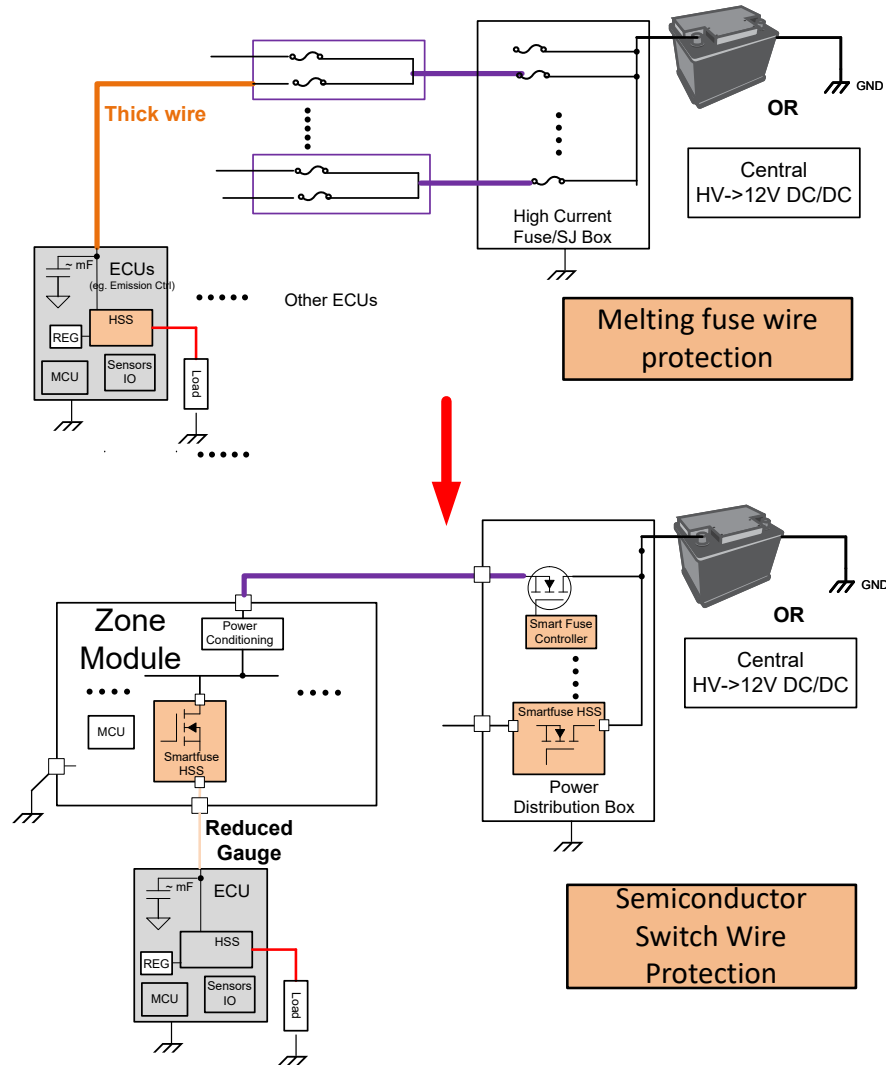 GND
OR
Thick wire
Central
HV->12V DC/DC
High Current
Fuse/SJ Box
~ mF
ECUs
(eg. Emission Ctrl)
Other ECUs
HSS
REG
Melting fuse wire
protection
MCU
Sensors
IO
Load
GND
OR
Zone
Module
Power
Conditioning
Smart Fuse
Controller
Central
HV->12V DC/DC
MCU
Smartfuse
HSS
Smartfuse HSS
Power
Distribution Box
Reduced
Gauge
~ mF
ECU
HSS
REG
MCU
Sensors
IO
Load
Semiconductor
Switch Wire
Protection